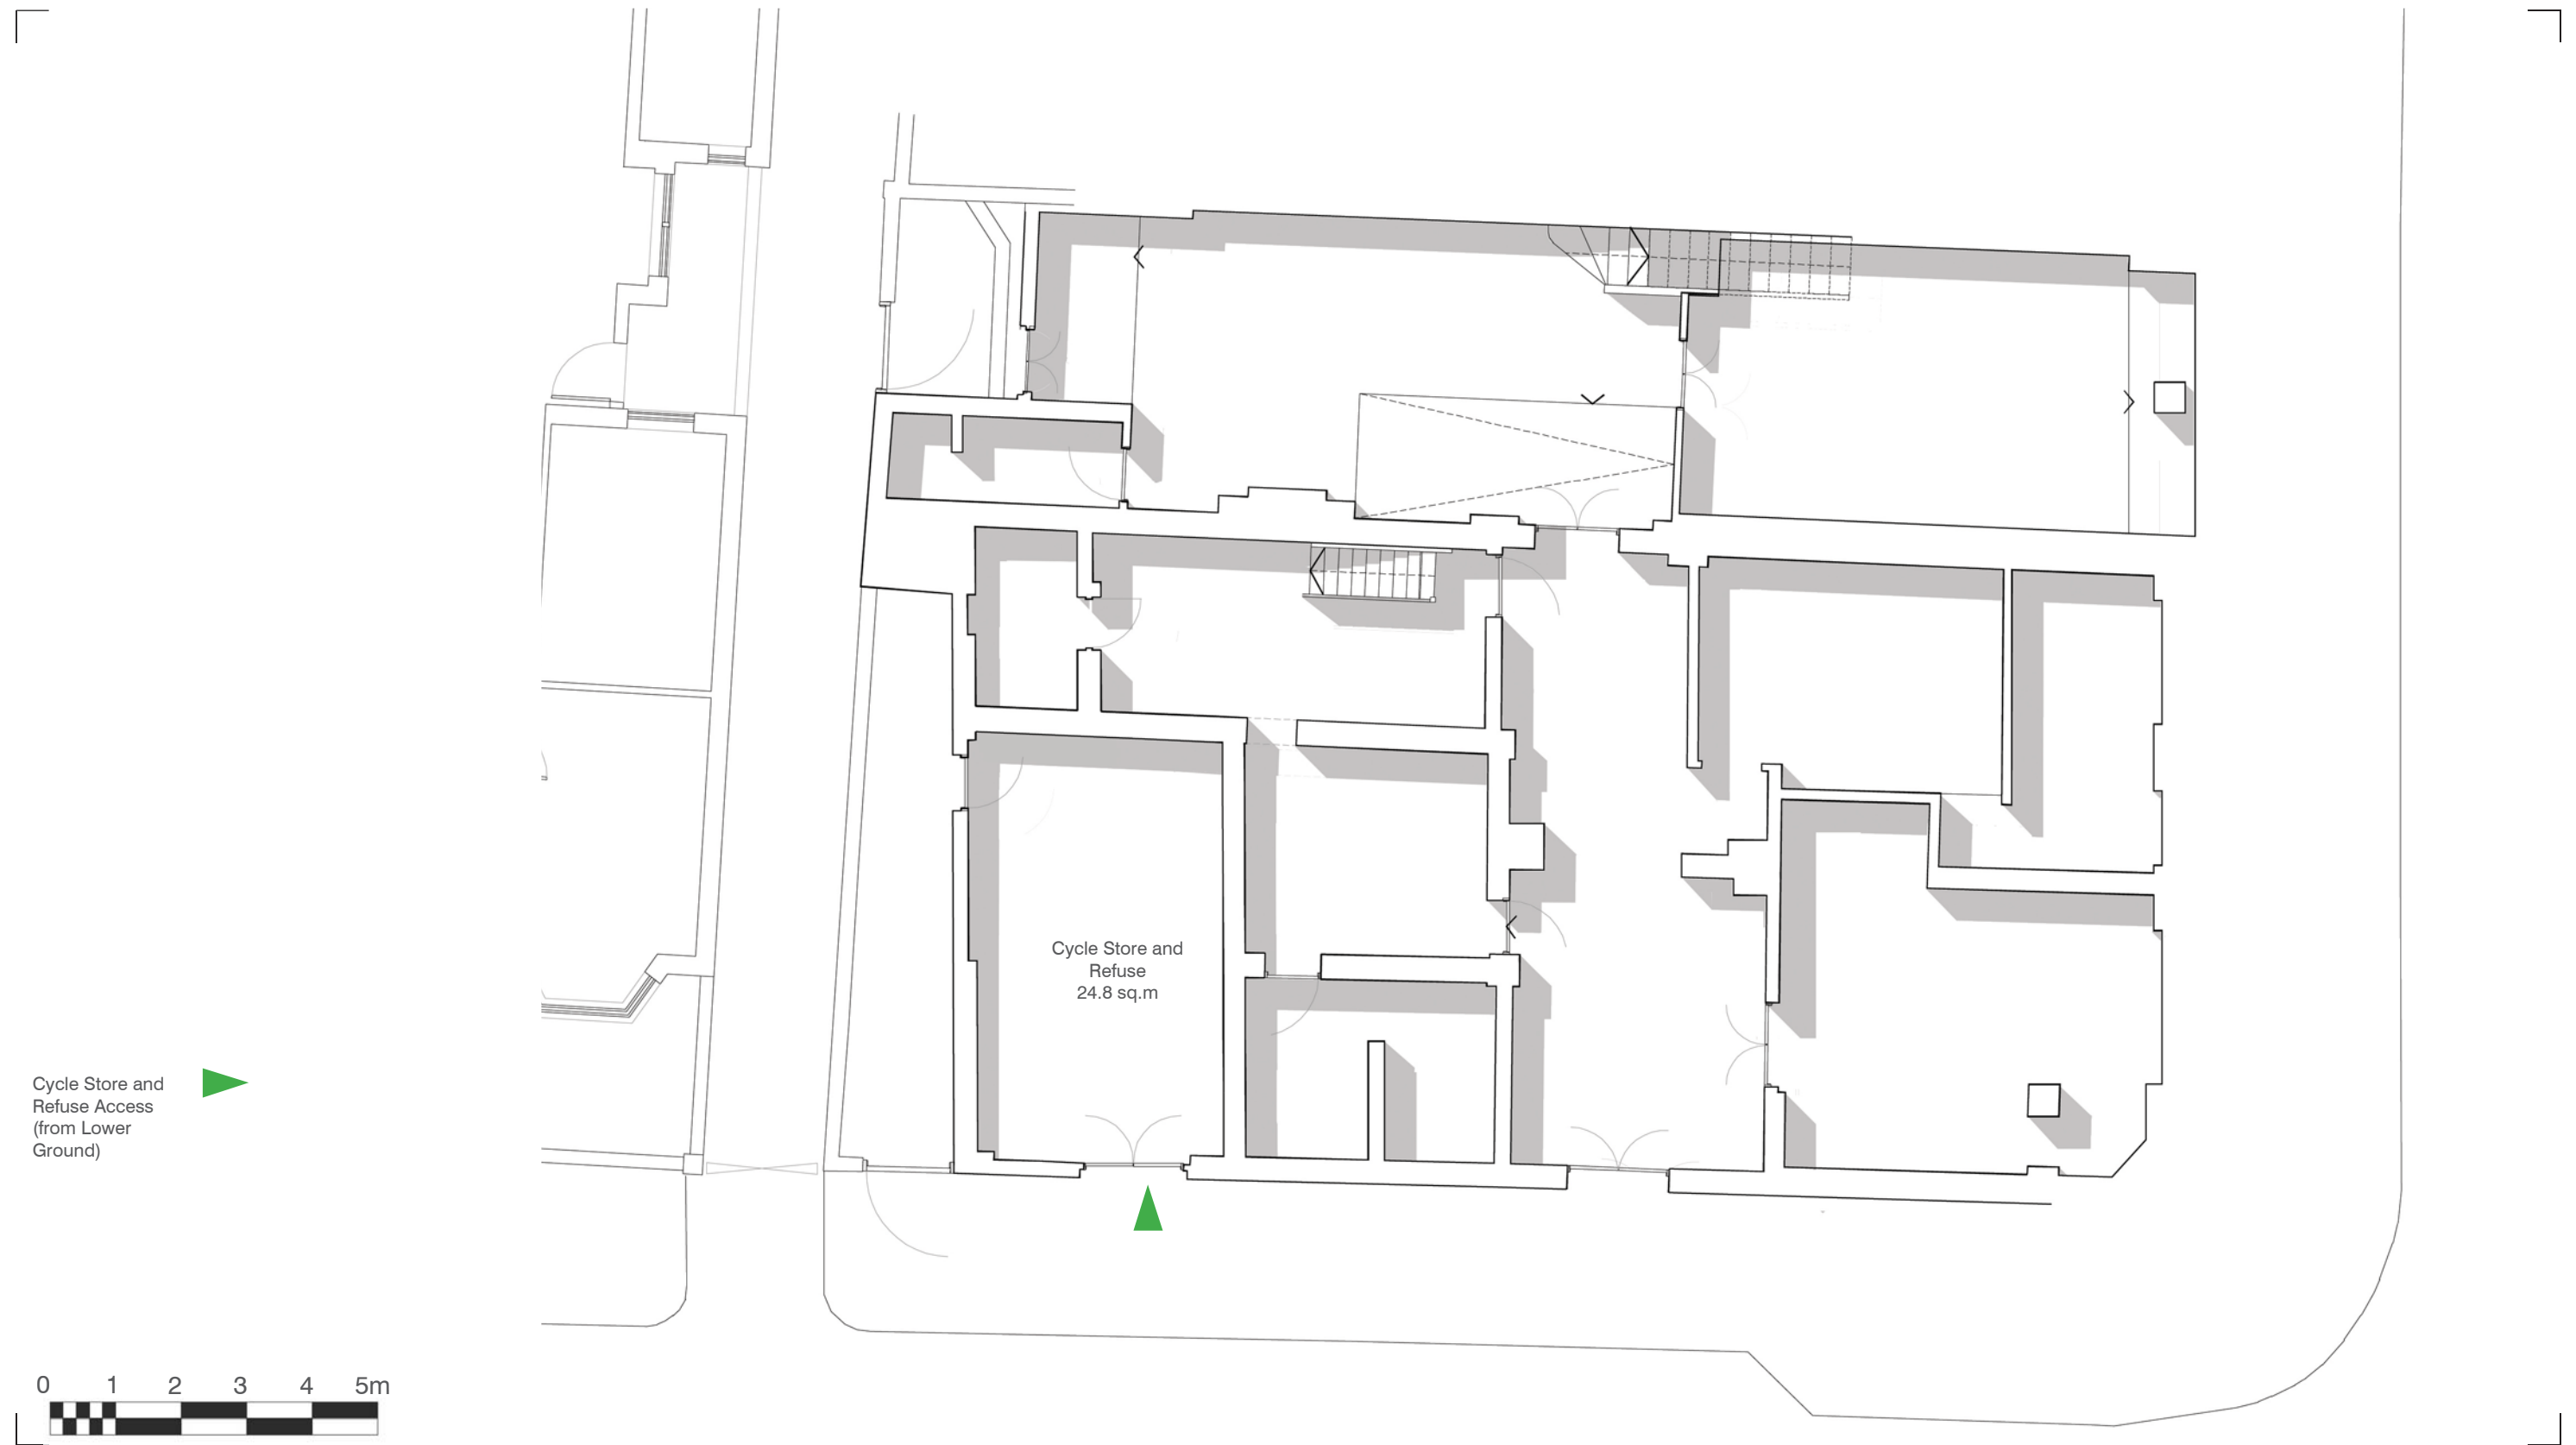 Cycle Store and
Refuse
24.8 sq.m
Cycle Store and
Refuse Access
(from Lower
Ground)
0 1 2 3 4 5m